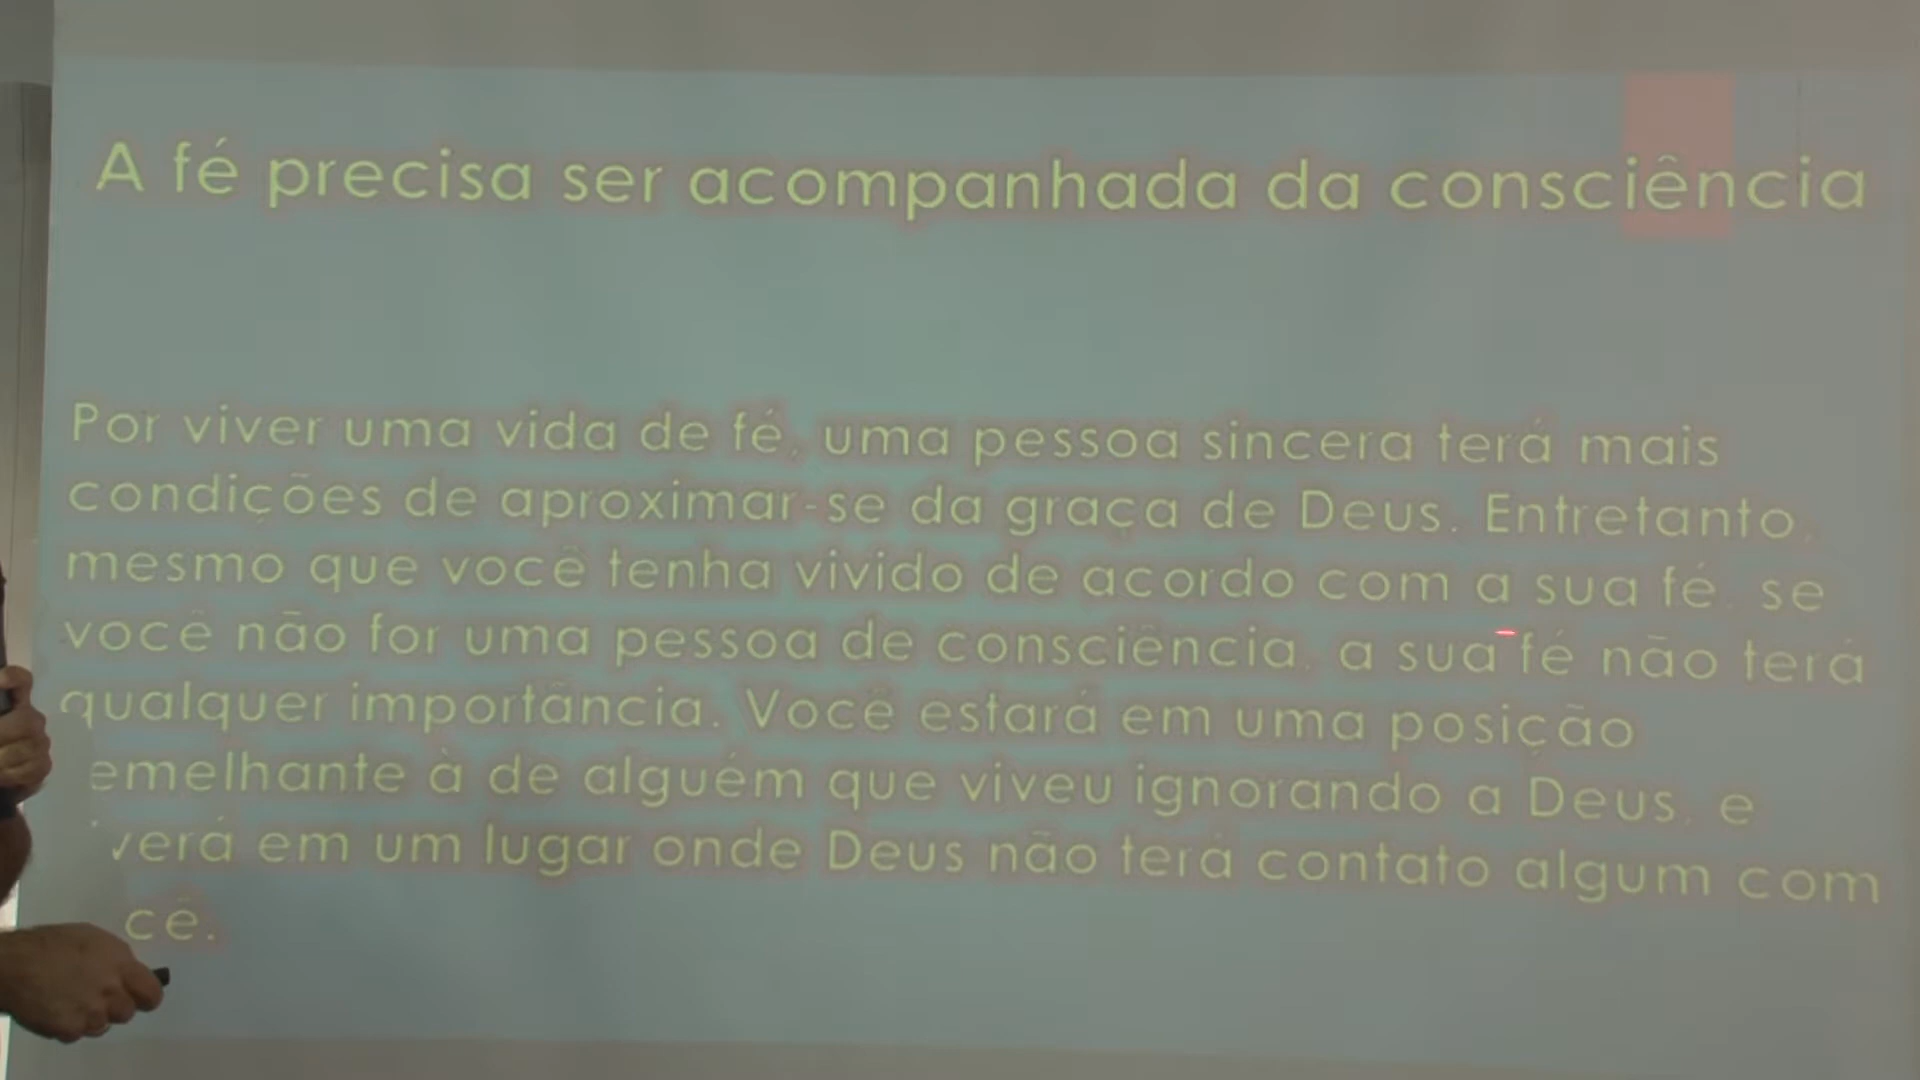 A fé precisa ser acompanhada da consciência
Por viver uma vida de fé, uma pessoa sincera terá mais
condições de aproximar-se da graça de Deus. Entretanto,
mesmo que você tenha vivido de acordo com a sua fé, se
você não for uma pessoa de consciência, a sua fé não terá
qualquer importância. Você estará em uma posição
emelhante à de alguém que viveu ignorando a Deus, e
verá em um lugar onde Deus não terá contato algum com
cê.